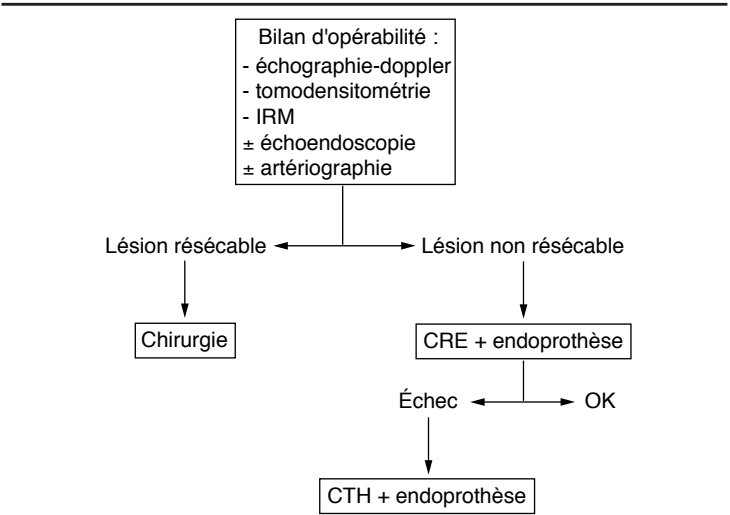 Bilan d'opérabilité :
- échographie-doppler
- tomodensitométrie
- IRM
± échoendoscopie
± artériographie
Lésion résécable
Lésion non résécable
Chirurgie
CRE + endoprothèse
Échec
OK
CTH + endoprothèse